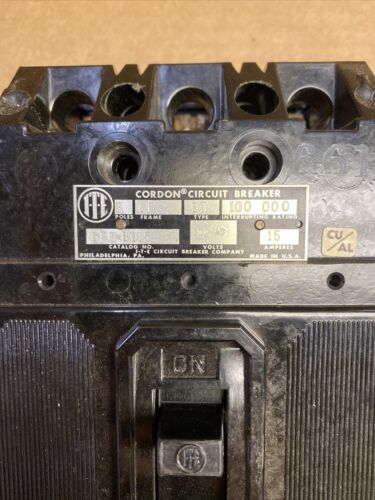 CORDON® CIRCUIT BREAKER
100 000
POLES FRAME TYPE INTERRUPTING RATING
15
CATALOG NO. VOLTS AMPERES
I-T-E CIRCUIT BREAKER COMPANY
PHILADELPHIA, PA. MADE IN U.S.A.
CU/
AL
ON